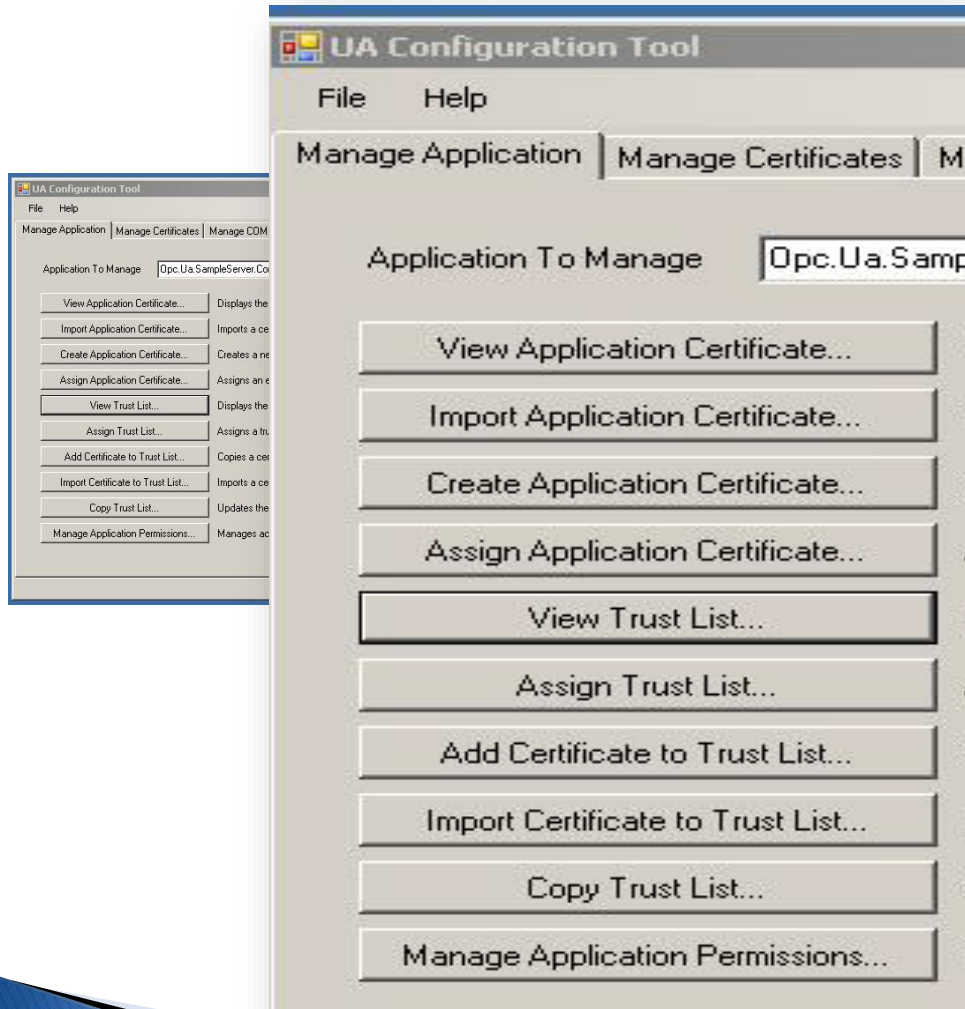 UA Configuration Tool
File Help
Manage Application Manage Certificates Manage COM
Application To Manage Opc.Ua.SampleServer.Co
View Application Certificate... Displays the
Import Application Certificate... Imports a ce
Create Application Certificate... Creates a ne
Assign Application Certificate... Assigns an e
View Trust List... Displays the
Assign Trust List... Assigns a tru
Add Certificate to Trust List... Copies a cer
Import Certificate to Trust List... Imports a ce
Copy Trust List... Updates the
Manage Application Permissions... Manages ac
UA Configuration Tool
File Help
Manage Application Manage Certificates M
Application To Manage Opc.Ua.Samp
View Application Certificate...
Import Application Certificate...
Create Application Certificate...
Assign Application Certificate...
View Trust List...
Assign Trust List...
Add Certificate to Trust List...
Import Certificate to Trust List...
Copy Trust List...
Manage Application Permissions...